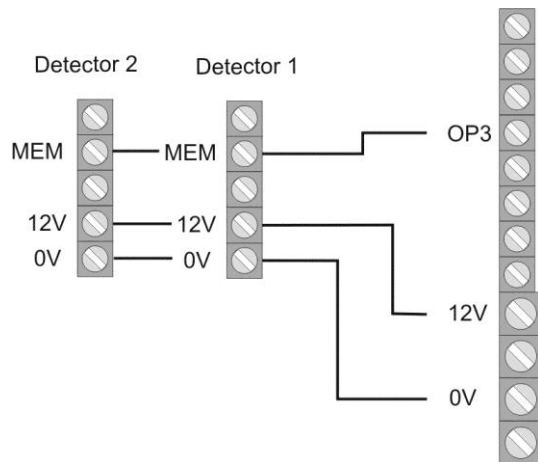 Detector 2
Detector 1
MEM
MEM
OP3
12V
12V
0V
0V
12V
0V